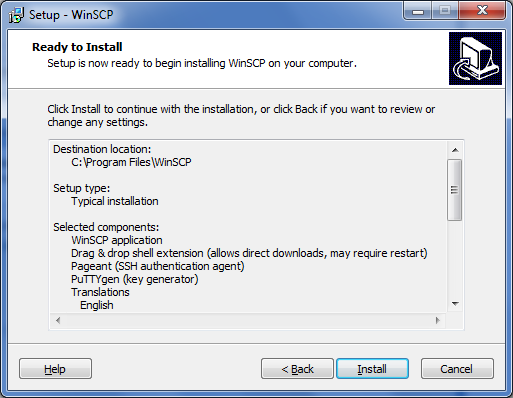 Setup - WinSCP
Ready to Install
Setup is now ready to begin installing WinSCP on your computer.
Click Install to continue with the installation, or click Back if you want to review or
change any settings.
Destination location:
C:\Program Files\WinSCP
Setup type:
Typical installation
Selected components:
WinSCP application
Drag & drop shell extension (allows direct downloads, may require restart)
Pageant (SSH authentication agent)
PuTTYgen (key generator)
Translations
English
Help
< Back
Install
Cancel